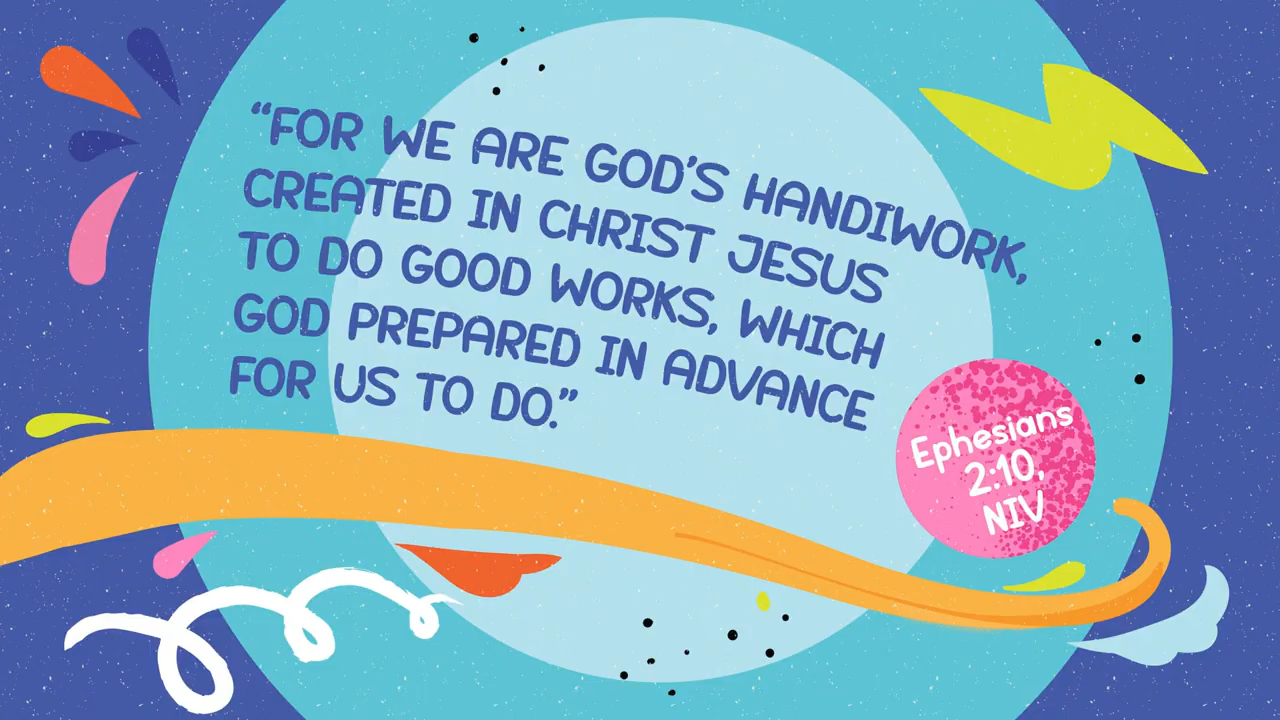 “FOR WE ARE GOD’S HANDIWORK,
CREATED IN CHRIST JESUS
TO DO GOOD WORKS, WHICH
GOD PREPARED IN ADVANCE
FOR US TO DO.”
Ephesians
2:10,
NIV